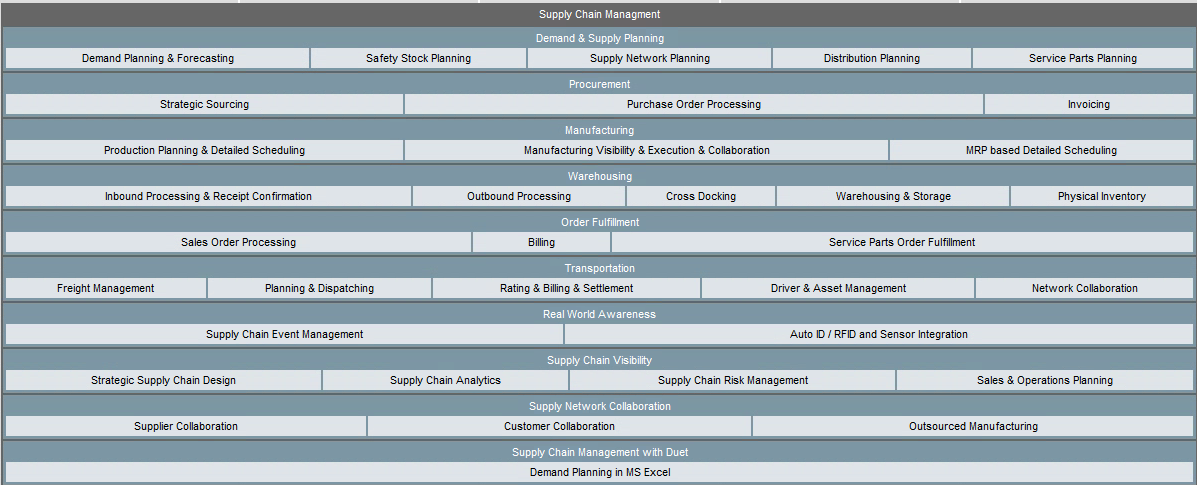 Supply Chain Managment
Demand & Supply Planning
Demand Planning & Forecasting Safety Stock Planning Supply Network Planning Distribution Planning Service Parts Planning
Procurement
Strategic Sourcing Purchase Order Processing Invoicing
Manufacturing
Production Planning & Detailed Scheduling Manufacturing Visibility & Execution & Collaboration MRP based Detailed Scheduling
Warehousing
Inbound Processing & Receipt Confirmation Outbound Processing Cross Docking Warehousing & Storage Physical Inventory
Order Fulfillment
Sales Order Processing Billing Service Parts Order Fulfillment
Transportation
Freight Management Planning & Dispatching Rating & Billing & Settlement Driver & Asset Management Network Collaboration
Real World Awareness
Supply Chain Event Management Auto ID / RFID and Sensor Integration
Supply Chain Visibility
Strategic Supply Chain Design Supply Chain Analytics Supply Chain Risk Management Sales & Operations Planning
Supply Network Collaboration
Supplier Collaboration Customer Collaboration Outsourced Manufacturing
Supply Chain Management with Duet
Demand Planning in MS Excel